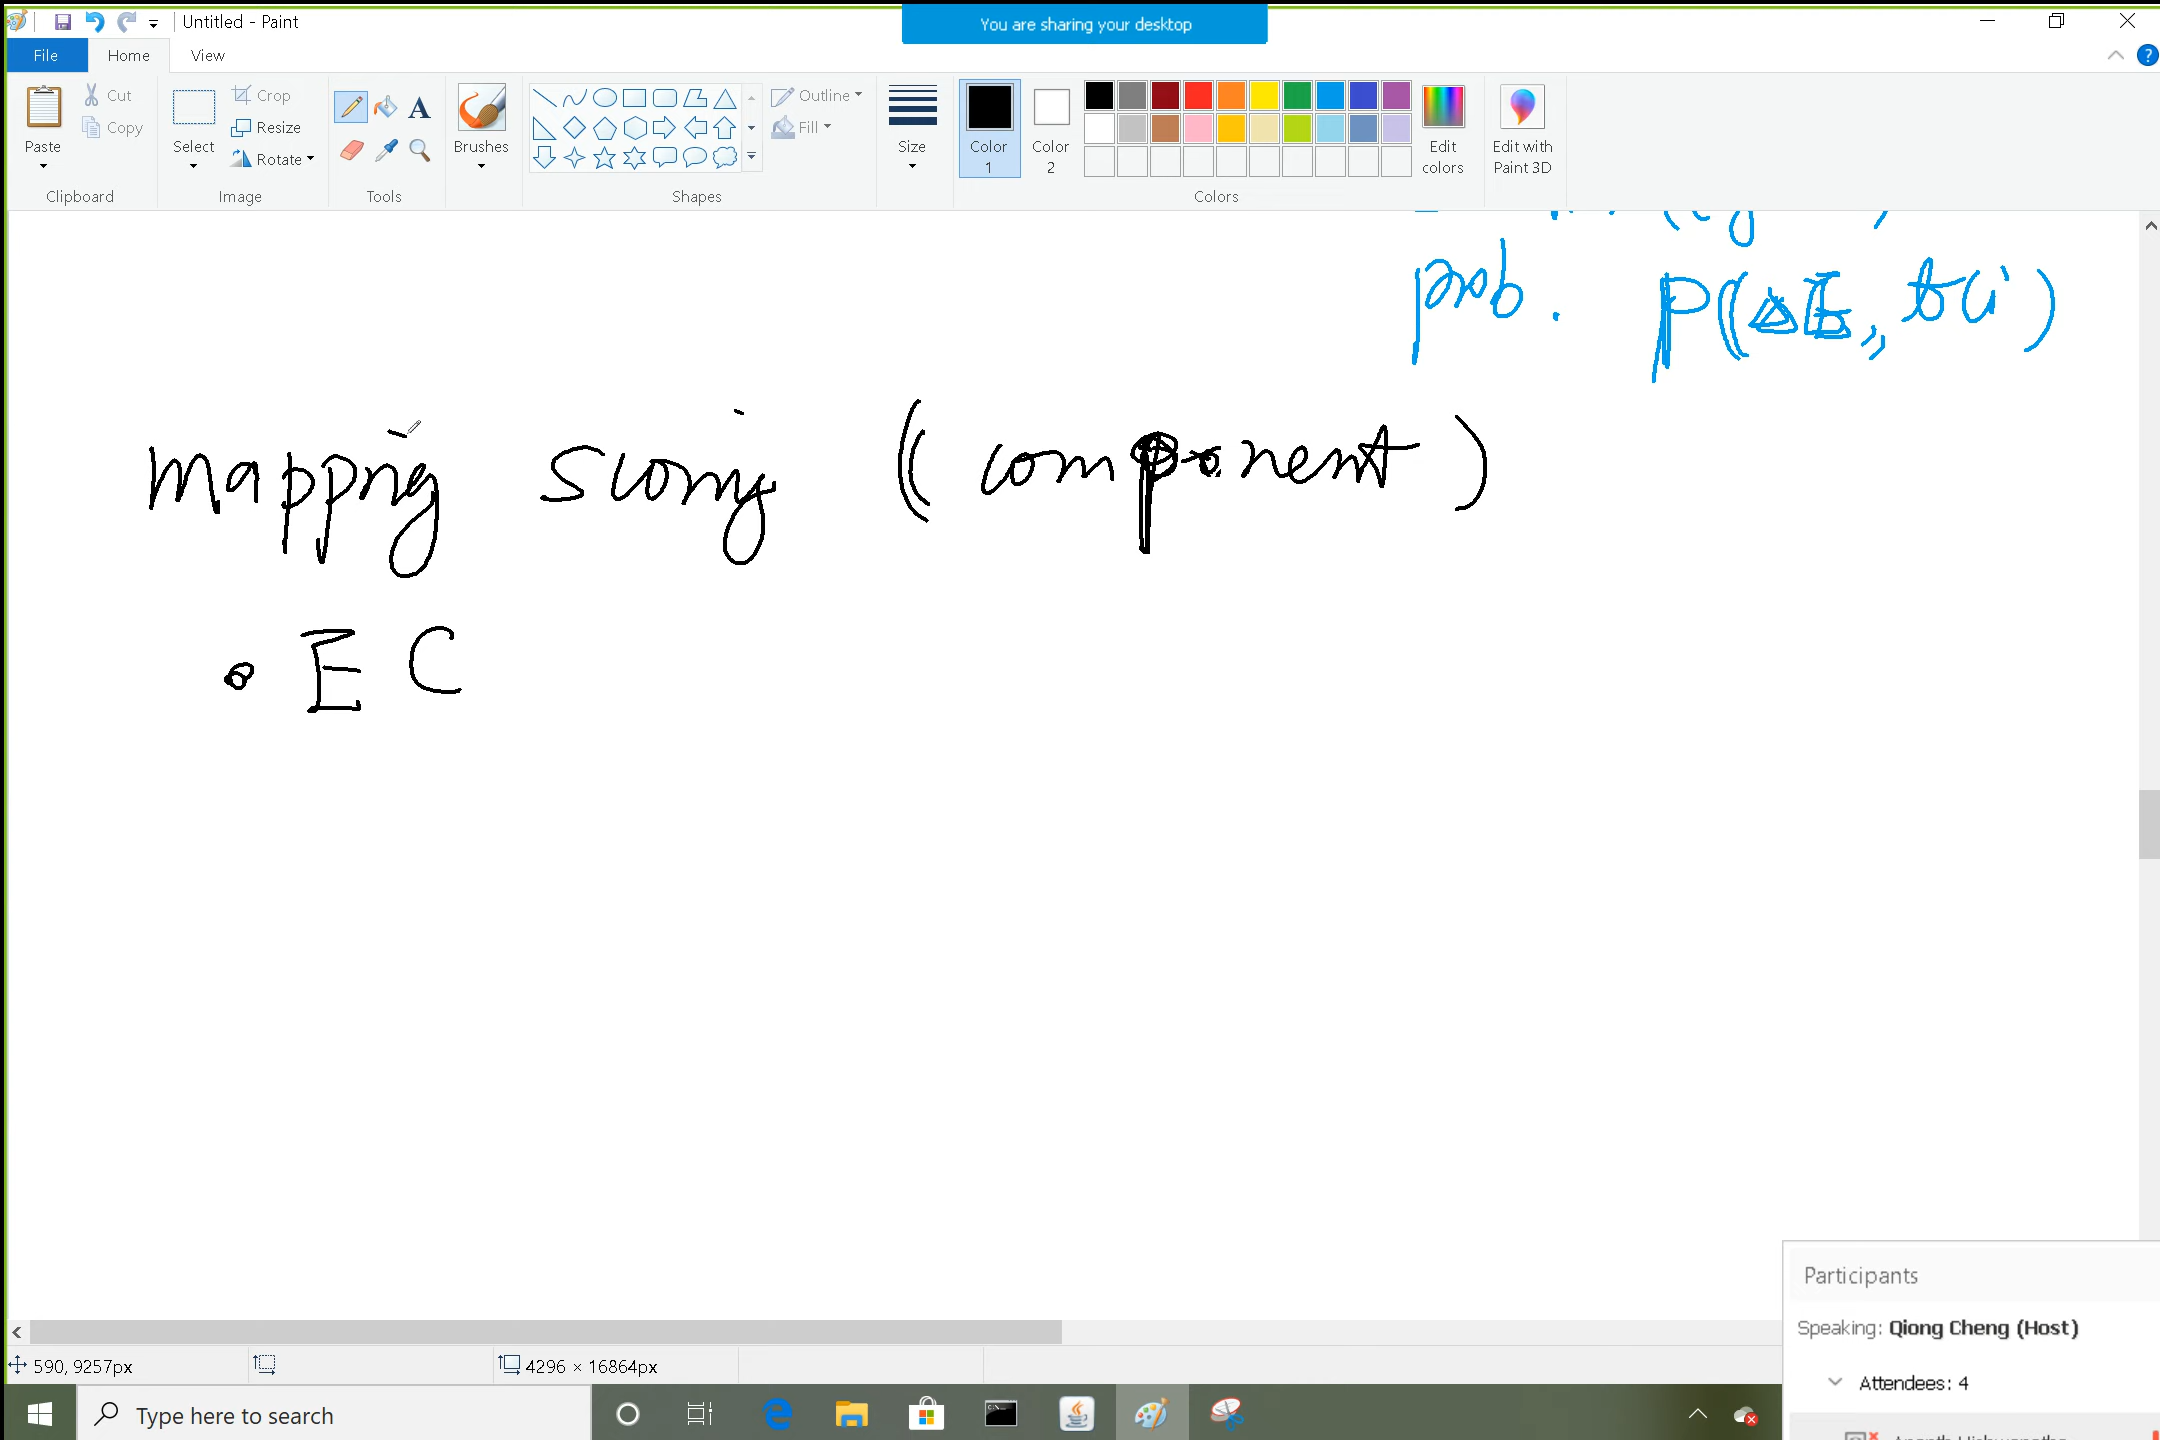 Untitled - Paint
You are sharing your desktop
File Home View
Cut
Copy
Paste
Clipboard
Crop
Resize
Rotate
Select
Image
Tools
Brushes
Outline
Fill
Shapes
Size
Color 1
Color 2
Colors
Edit colors
Edit with Paint 3D
prob. P(ΔE,
mapping scoring (component)
• E C
Participants
Speaking: Qiong Cheng (Host)
Attendees: 4
590, 9257px
4296 × 16864px
Type here to search